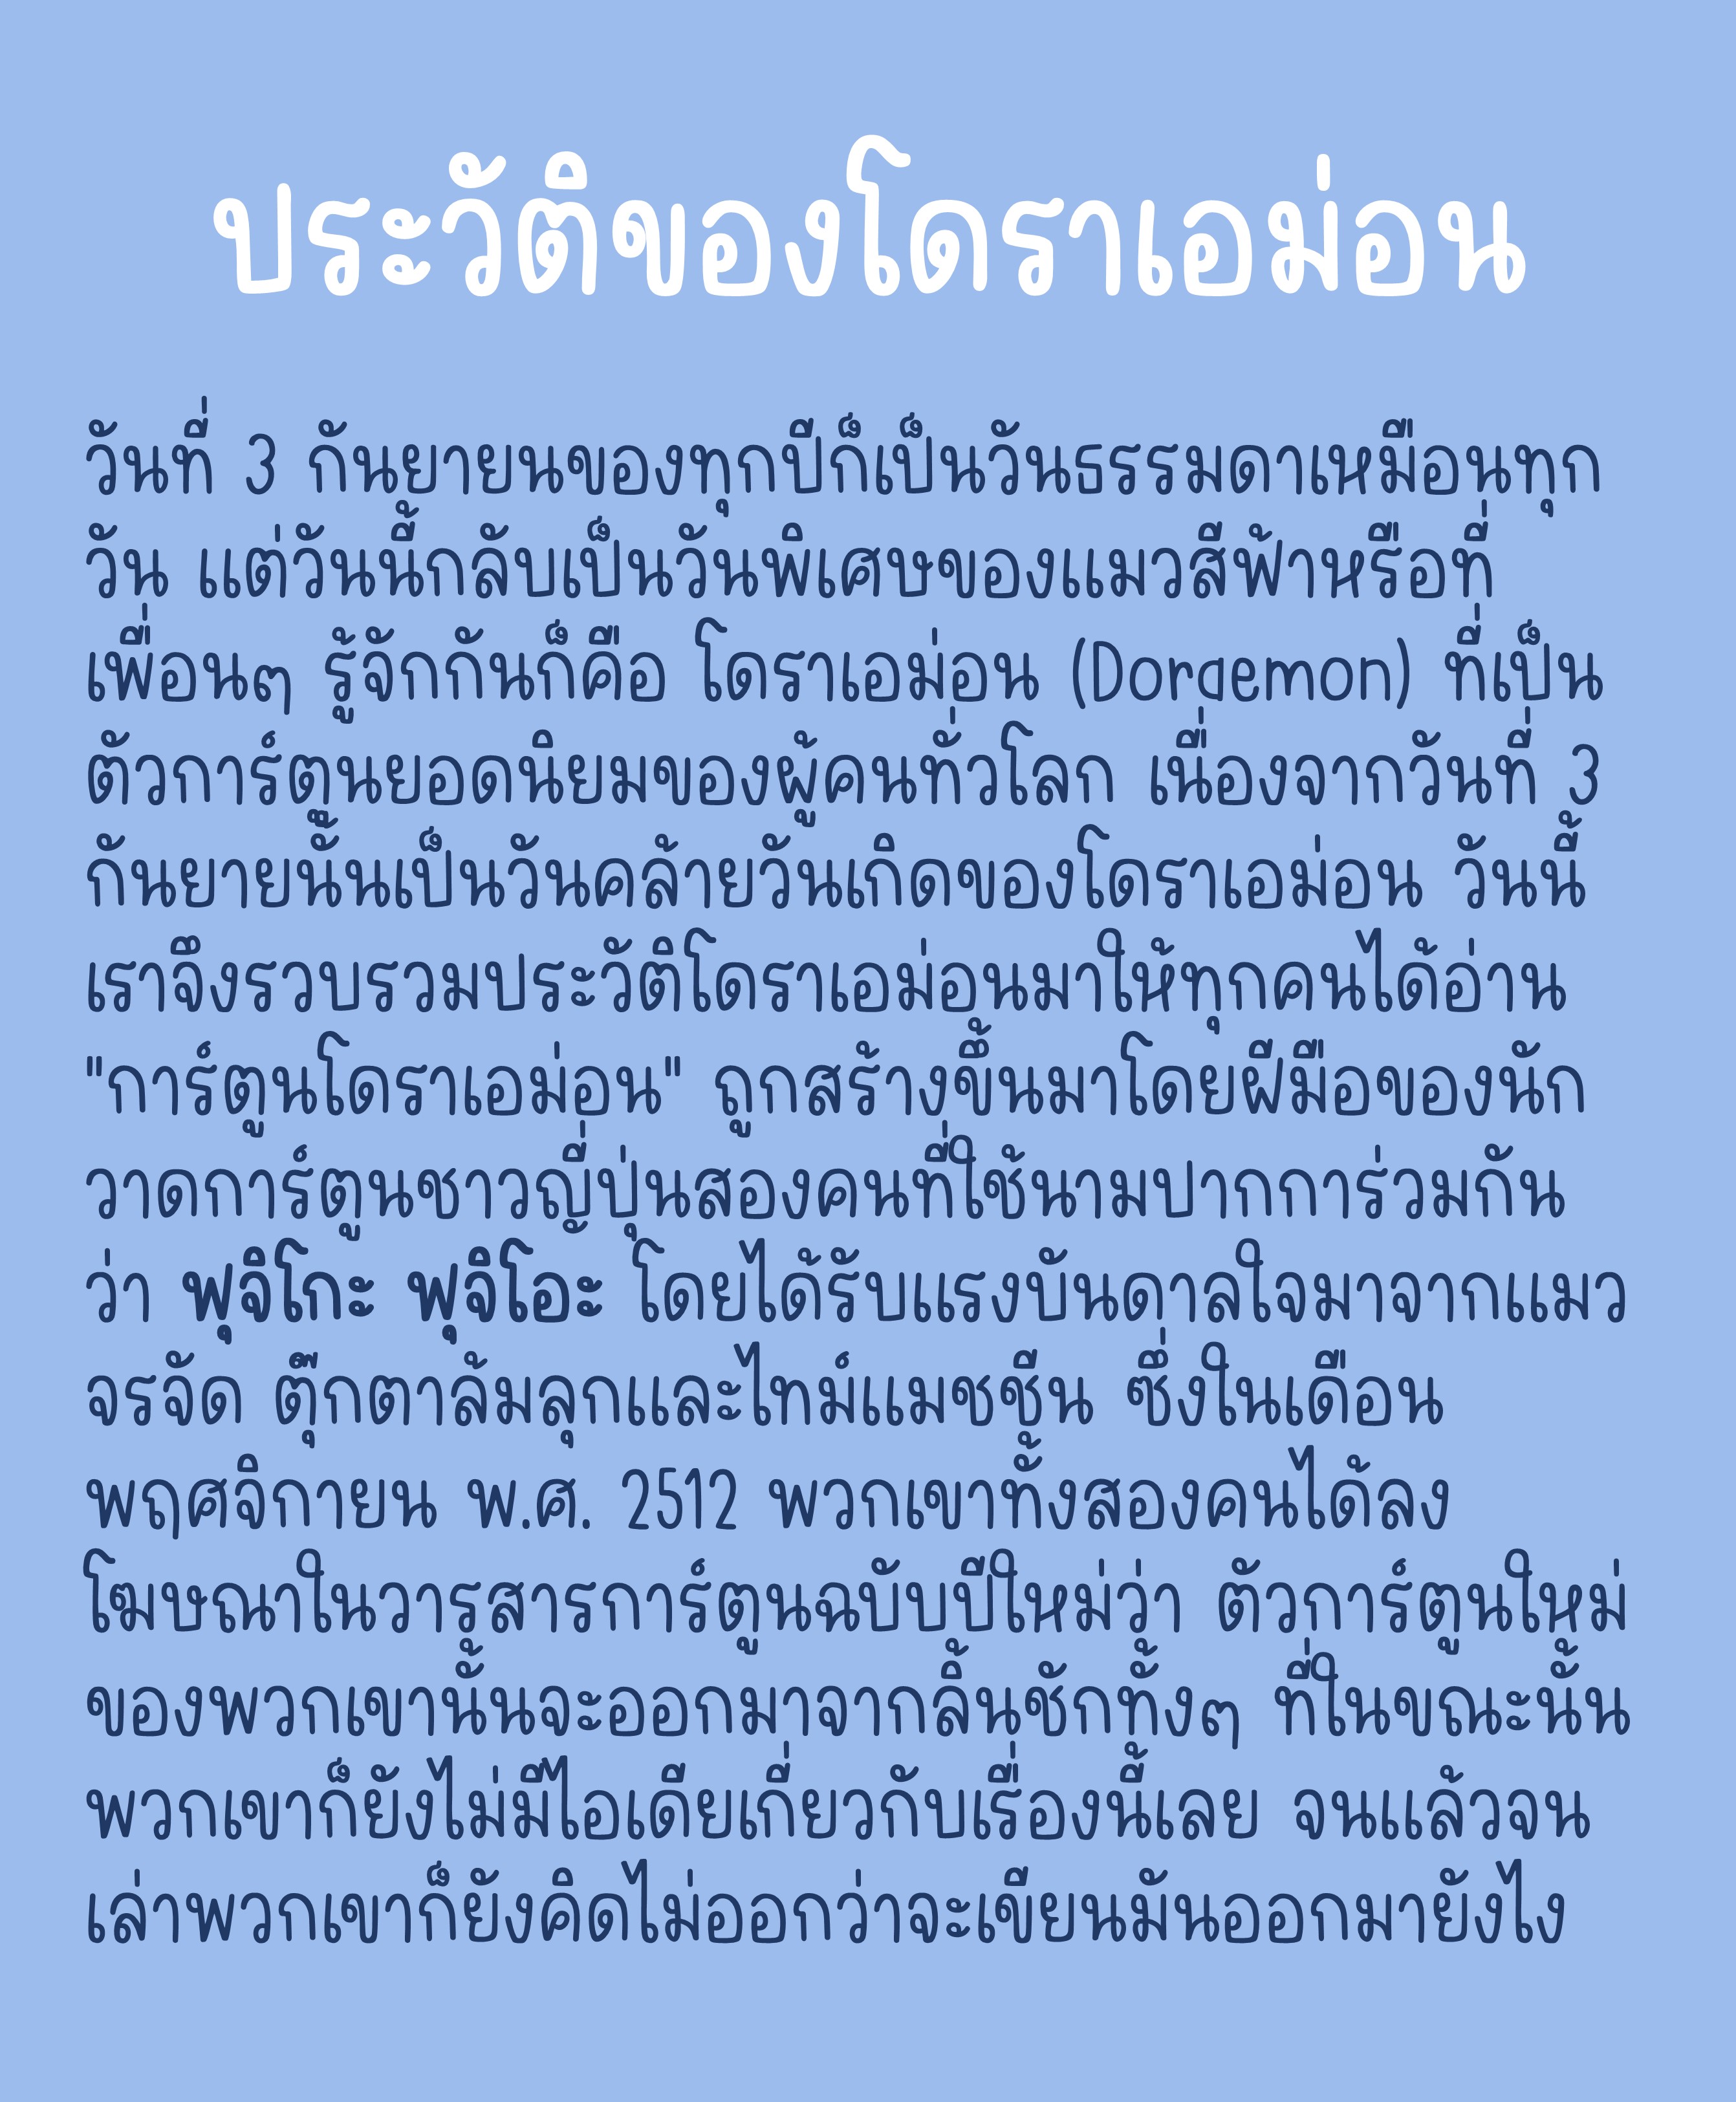 ประวัติของโดราเอม่อน
วันที่ 3 กันยายนของทุกปีก็เป็นวันธรรมดาเหมือนทุก
วัน แต่วันนี้กลับเป็นวันพิเศษของแมวสีฟ้าหรือที่
เพื่อนๆ รู้จักกันก็คือ โดราเอม่อน (Doraemon) ที่เป็น
ตัวการ์ตูนยอดนิยมของผู้คนทั่วโลก เนื่องจากวันที่ 3
กันยายนั้นเป็นวันคล้ายวันเกิดของโดราเอม่อน วันนี้
เราจึงรวบรวมประวัติโดราเอม่อนมาให้ทุกคนได้อ่าน
"การ์ตูนโดราเอม่อน" ถูกสร้างขึ้นมาโดยฝีมือของนัก
วาดการ์ตูนชาวญี่ปุ่นสองคนที่ใช้นามปากการ่วมกัน
ว่า ฟุจิโกะ ฟุจิโอะ โดยได้รับแรงบันดาลใจมาจากแมว
จรจัด ตุ๊กตาล้มลุกและไทม์แมชชีน ซึ่งในเดือน
พฤศจิกายน พ.ศ. 2512 พวกเขาทั้งสองคนได้ลง
โฆษณาในวารสารการ์ตูนฉบับปีใหม่ว่า ตัวการ์ตูนใหม่
ของพวกเขานั้นจะออกมาจากลิ้นชักทั้งๆ ที่ในขณะนั้น
พวกเขาก็ยังไม่มีไอเดียเกี่ยวกับเรื่องนี้เลย จนแล้วจน
เล่าพวกเขาก็ยังคิดไม่ออกว่าจะเขียนมันออกมายังไง